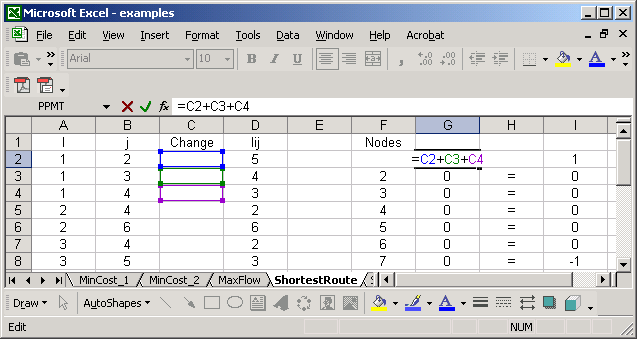 Microsoft Excel - examples
File Edit View Insert Format Tools Data Window Help Acrobat
Arial 10 B
PPMT =C2+C3+C4
A B C D E F G H I
1 I j Change lij Nodes
2 1 2 5 =C2+C3+C4 1
3 1 3 4 2 0 = 0
4 1 4 3 3 0 = 0
5 2 4 2 4 0 = 0
6 2 6 6 5 0 = 0
7 3 4 2 6 0 = 0
8 3 5 3 7 0 = -1
MinCost_1 MinCost_2 MaxFlow ShortestRoute
Draw AutoShapes
Edit NUM